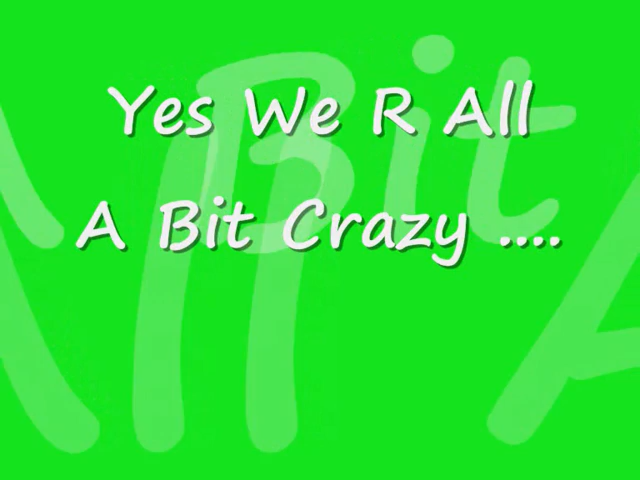 Yes We R All
A Bit Crazy ....